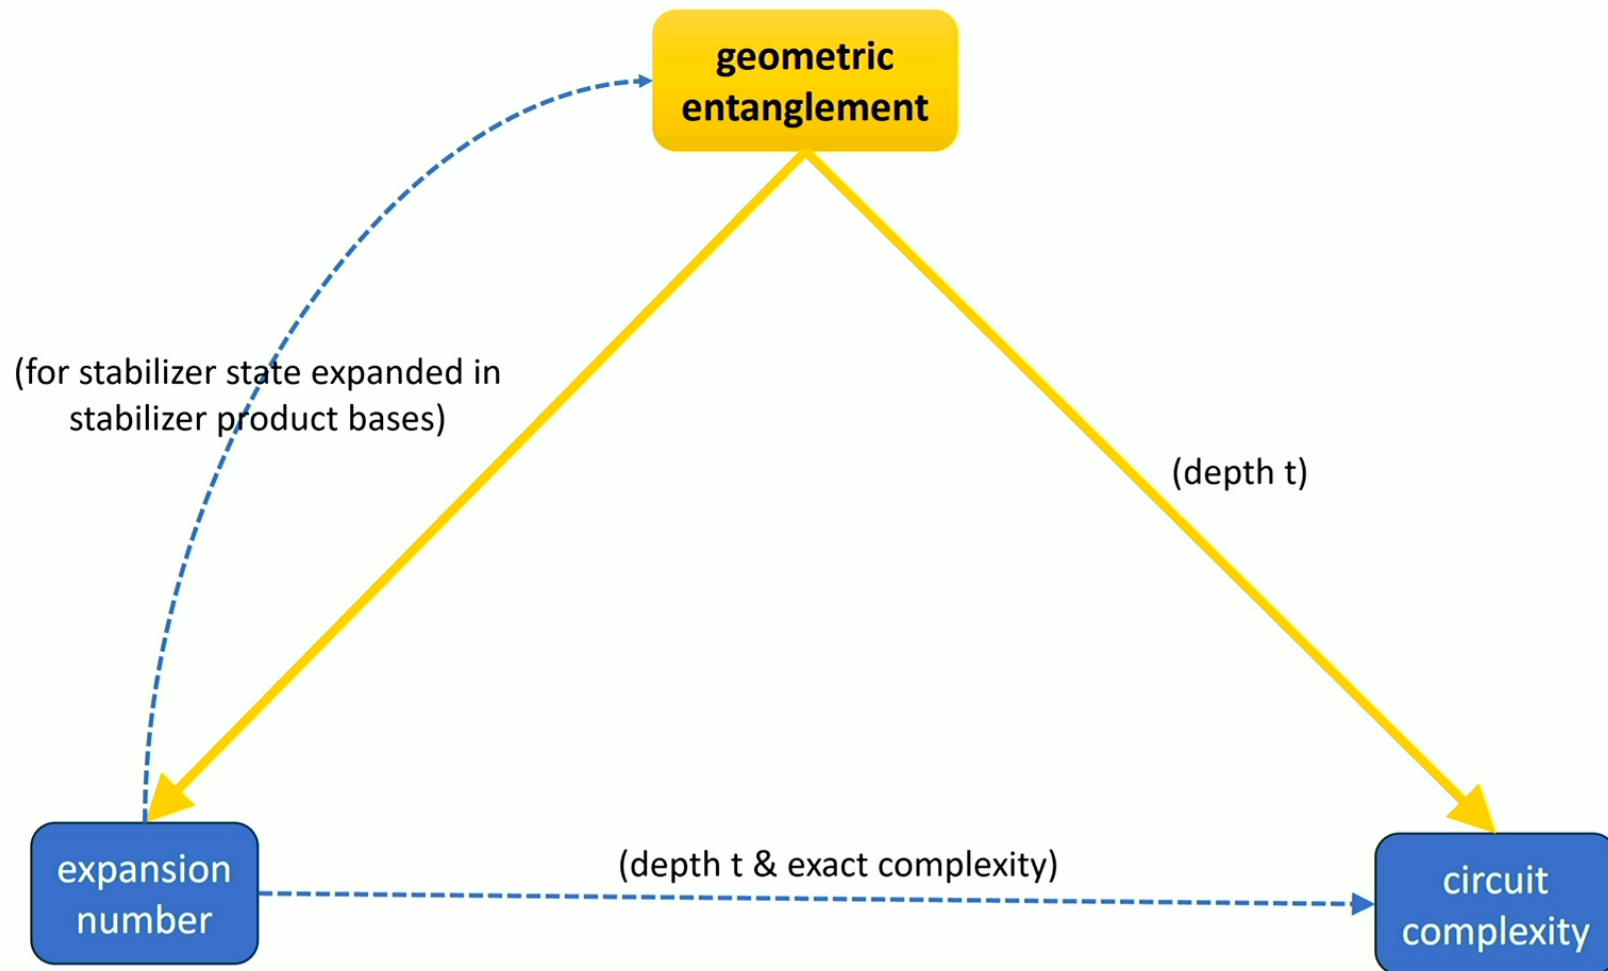 geometric
entanglement
(for stabilizer state expanded in
stabilizer product bases)
(depth t)
(depth t & exact complexity)
expansion
number
circuit
complexity